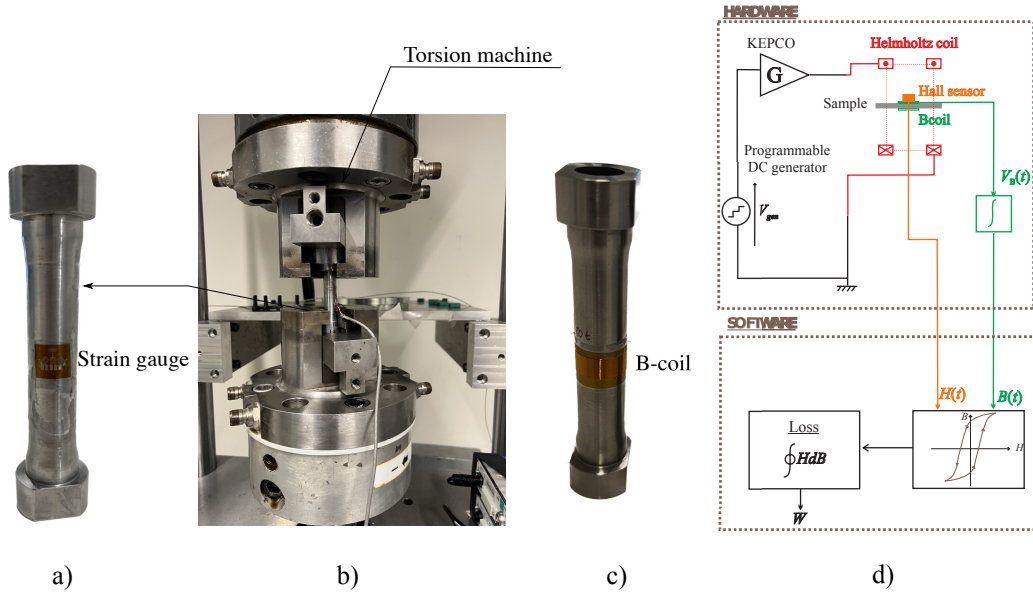 Torsion machine
Strain gauge
B-coil
HARDWARE
KEPCO
G
Helmholtz coil
Hall sensor
Sample
Bcoil
Programmable
DC generator
V_gen
V_B(t)
∫
SOFTWARE
H(t)
B(t)
Loss
∮HdB
B
H
W
a)
b)
c)
d)